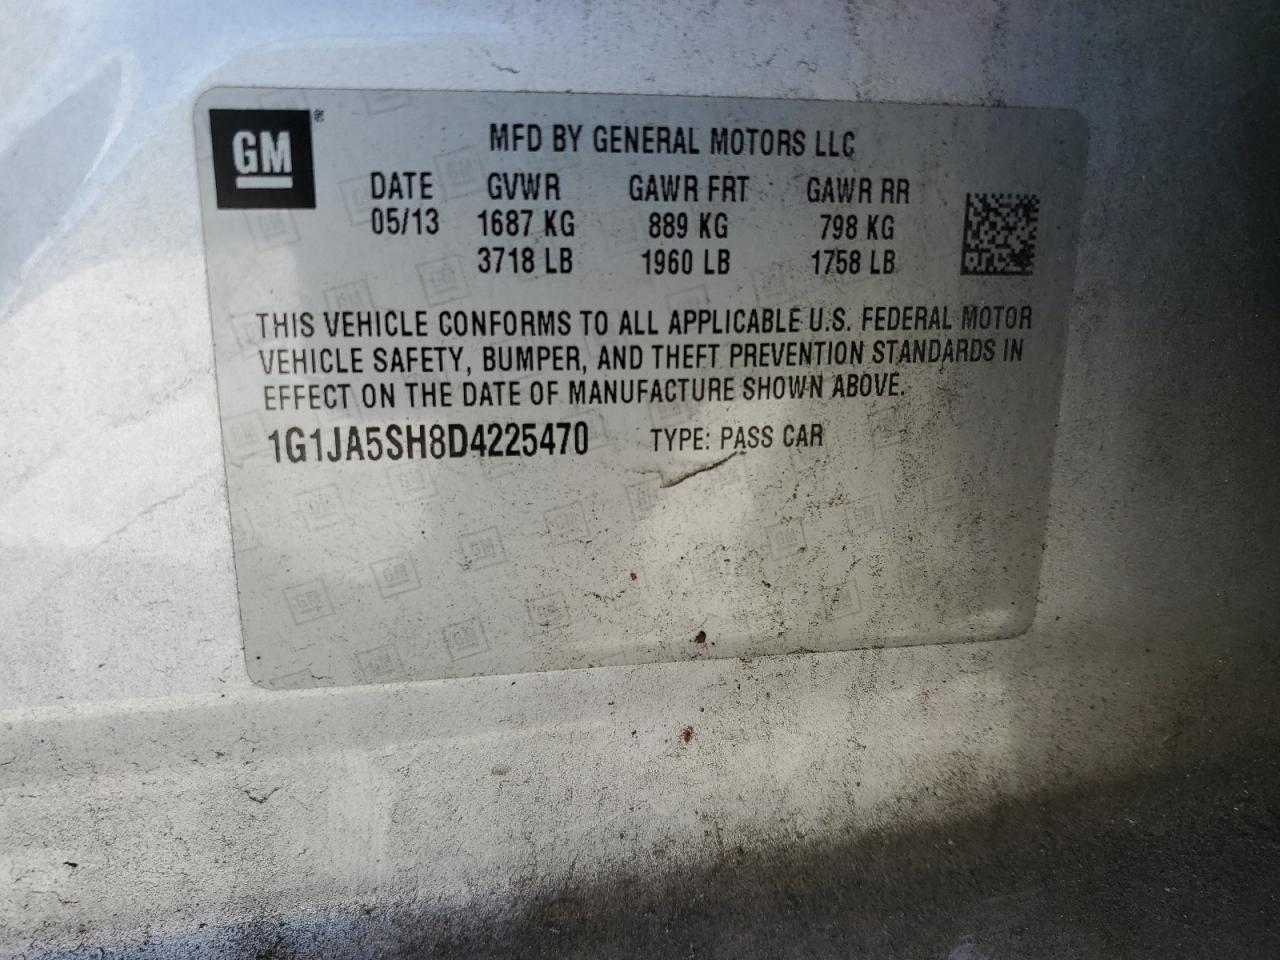 GM®
MFD BY GENERAL MOTORS LLC
DATE GVWR GAWR FRT GAWR RR
05/13 1687 KG 889 KG 798 KG
3718 LB 1960 LB 1758 LB
THIS VEHICLE CONFORMS TO ALL APPLICABLE U.S. FEDERAL MOTOR
VEHICLE SAFETY, BUMPER, AND THEFT PREVENTION STANDARDS IN
EFFECT ON THE DATE OF MANUFACTURE SHOWN ABOVE.
1G1JA5SH8D4225470 TYPE: PASS CAR